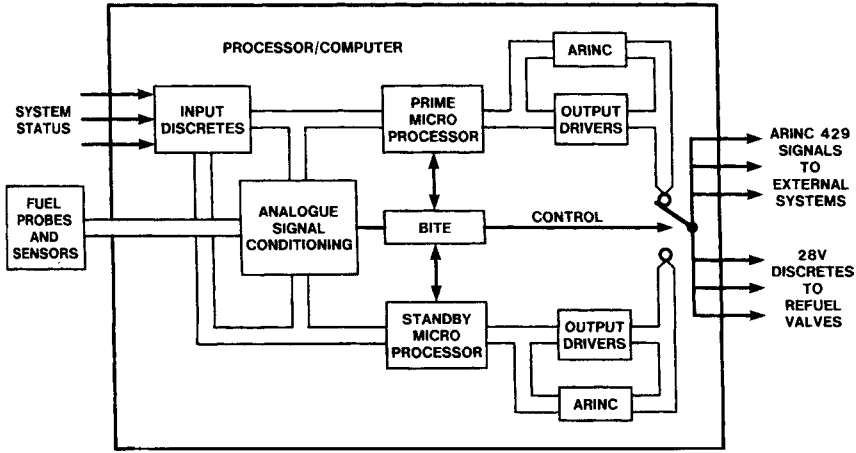 PROCESSOR/COMPUTER
SYSTEM
STATUS
INPUT
DISCRETES
PRIME
MICRO
PROCESSOR
ARINC
OUTPUT
DRIVERS
ARINC 429
SIGNALS
TO
EXTERNAL
SYSTEMS
FUEL
PROBES
AND
SENSORS
ANALOGUE
SIGNAL
CONDITIONING
BITE
CONTROL
28V
DISCRETES
TO
REFUEL
VALVES
STANDBY
MICRO
PROCESSOR
OUTPUT
DRIVERS
ARINC